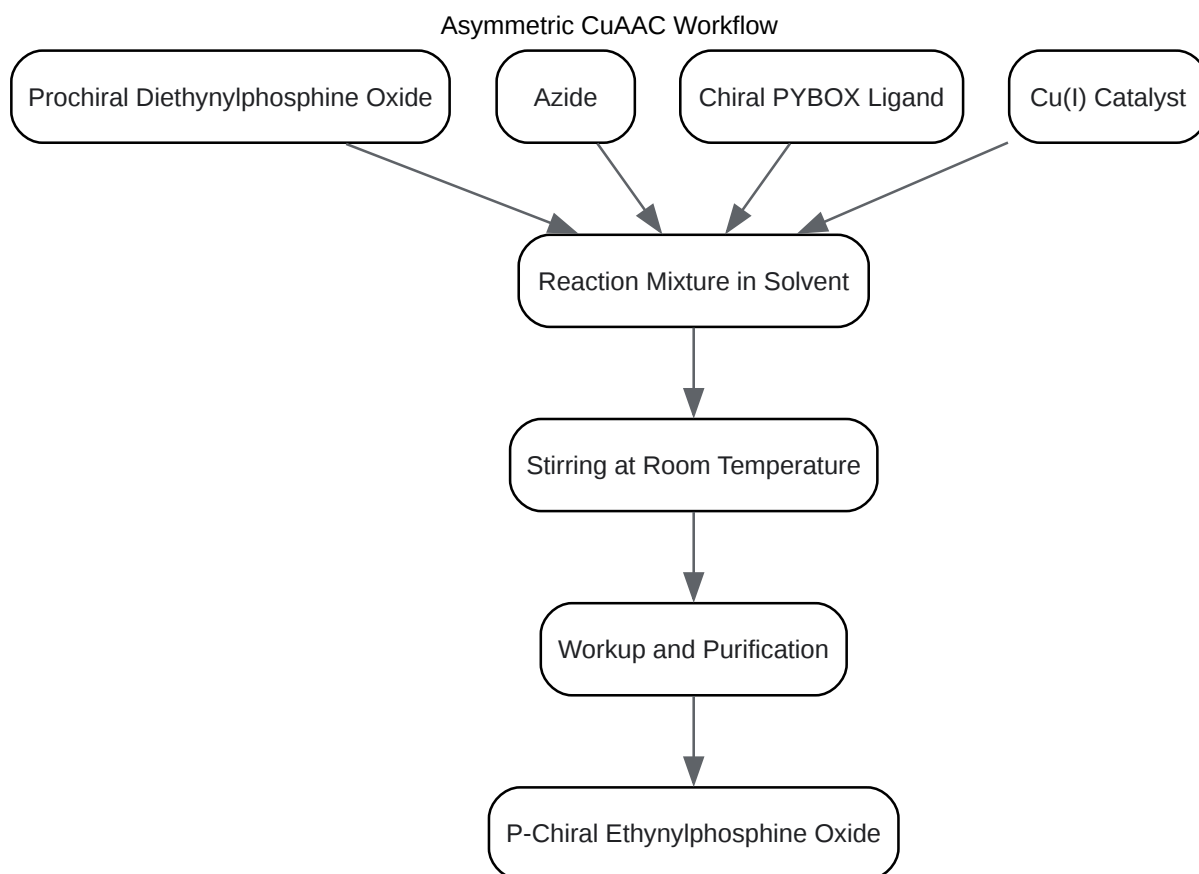 Asymmetric CuAAC Workflow
Prochiral Diethynylphosphine Oxide
Azide
Chiral PYBOX Ligand
Cu(I) Catalyst
Reaction Mixture in Solvent
Stirring at Room Temperature
Workup and Purification
P-Chiral Ethynylphosphine Oxide